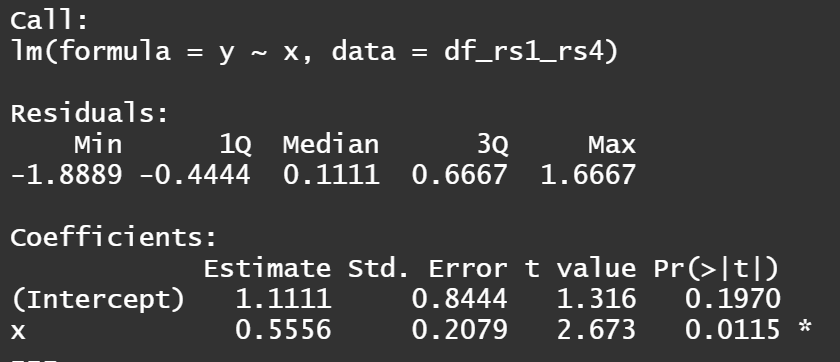 Call:
lm(formula = y ~ x, data = df_rs1_rs4)
Residuals:
Min 1Q Median 3Q Max
-1.8889 -0.4444 0.1111 0.6667 1.6667
Coefficients:
Estimate Std. Error t value Pr(>|t|)
(Intercept) 1.1111 0.8444 1.316 0.1970
x 0.5556 0.2079 2.673 0.0115 *
---